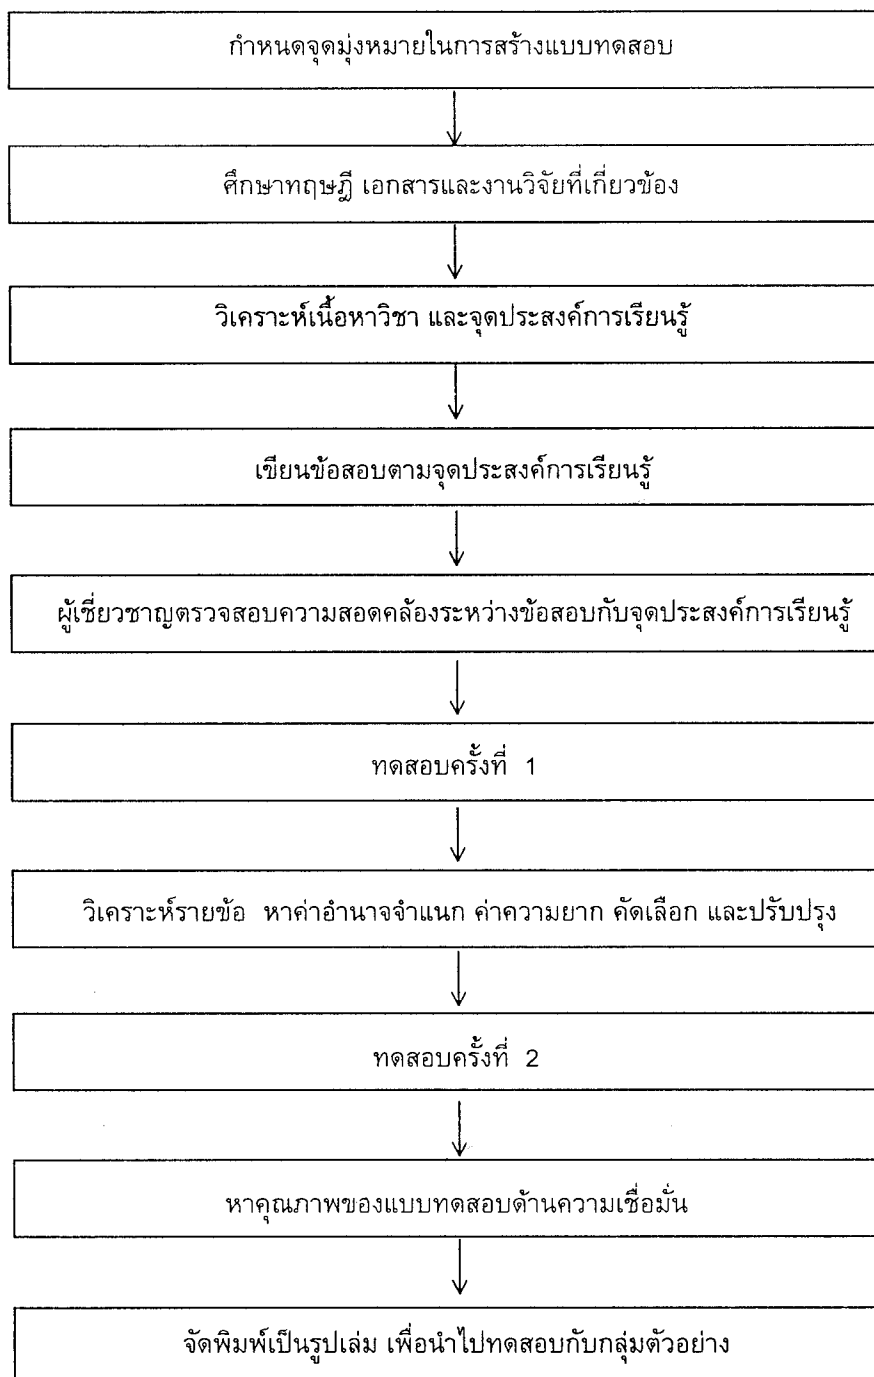 กำหนดจุดมุ่งหมายในการสร้างแบบทดสอบ
ศึกษาทฤษฎี เอกสารและงานวิจัยที่เกี่ยวข้อง
วิเคราะห์เนื้อหาวิชา และจุดประสงค์การเรียนรู้
เขียนข้อสอบตามจุดประสงค์การเรียนรู้
ผู้เชี่ยวชาญตรวจสอบความสอดคล้องระหว่างข้อสอบกับจุดประสงค์การเรียนรู้
ทดสอบครั้งที่ 1
วิเคราะห์รายข้อ หาค่าอำนาจจำแนก ค่าความยาก คัดเลือก และปรับปรุง
ทดสอบครั้งที่ 2
หาคุณภาพของแบบทดสอบด้านความเชื่อมั่น
จัดพิมพ์เป็นรูปเล่ม เพื่อนำไปทดสอบกับกลุ่มตัวอย่าง